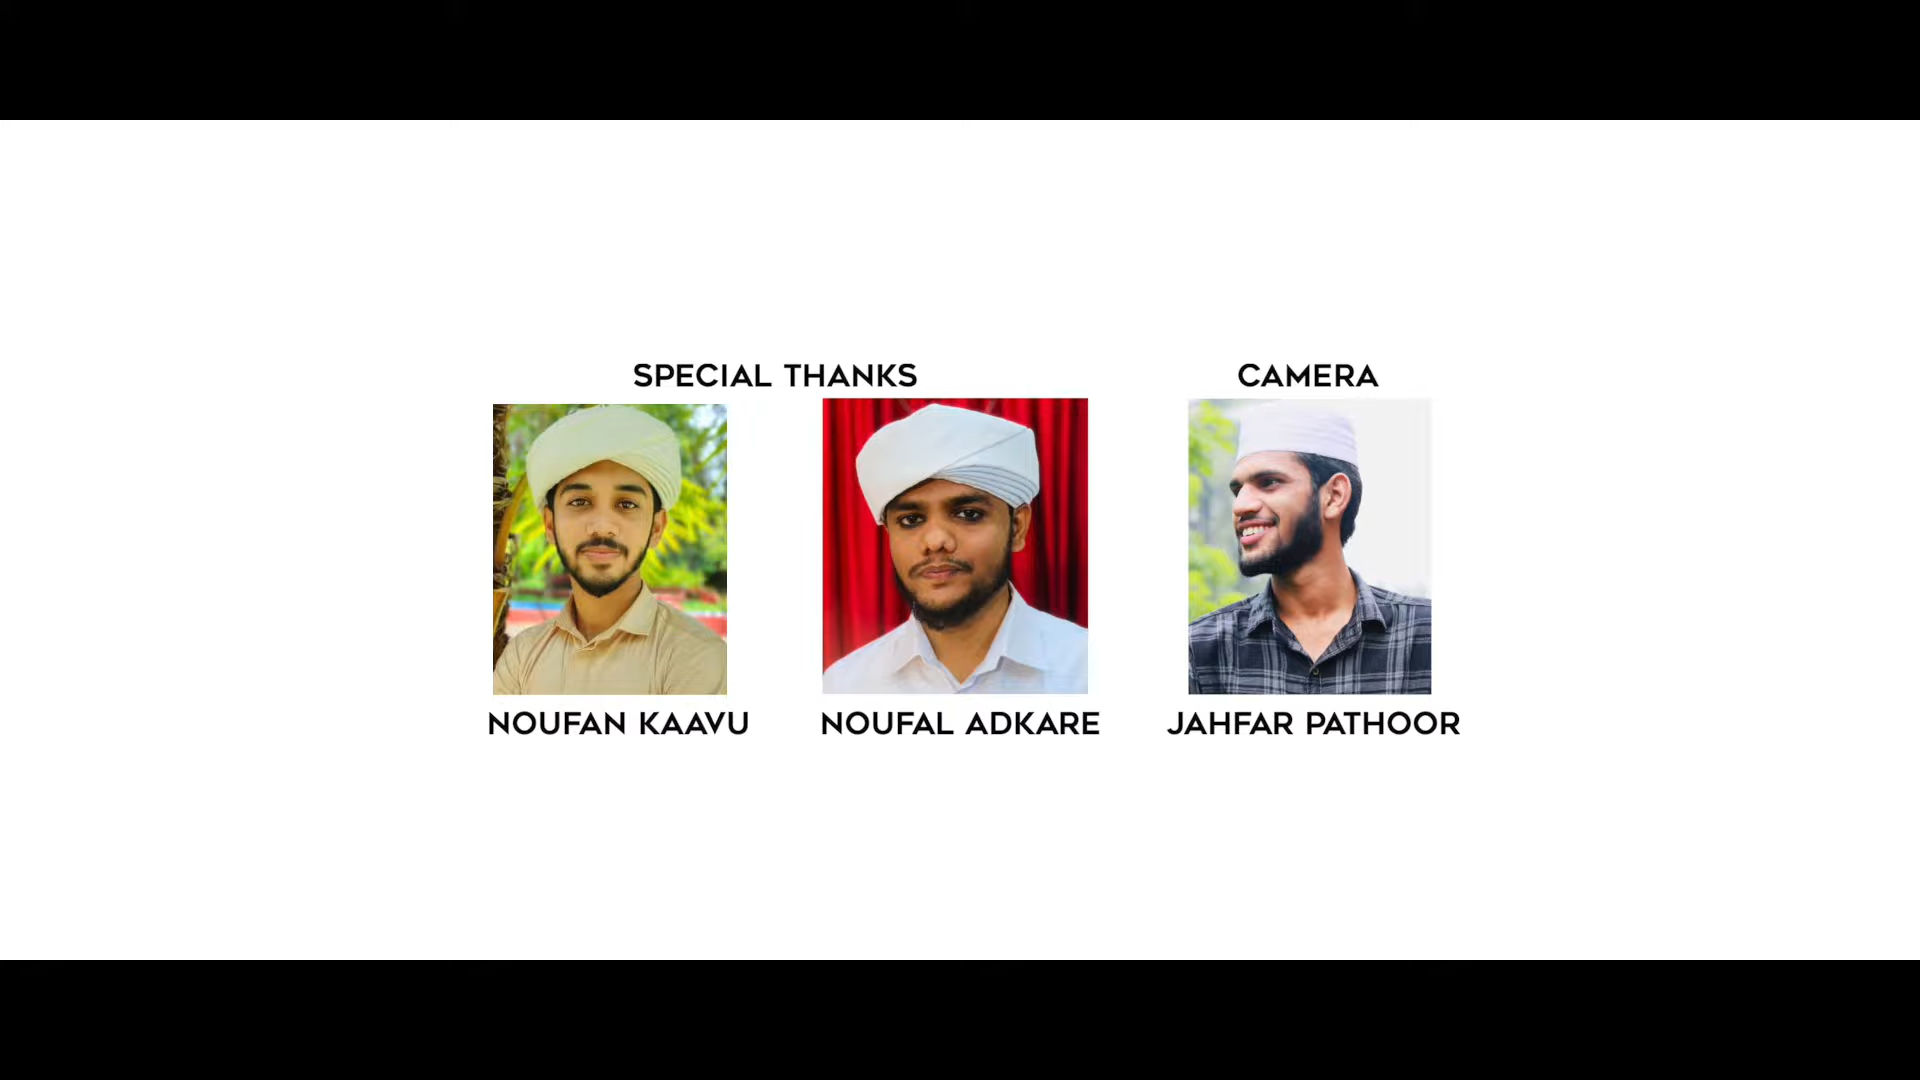 SPECIAL THANKS
CAMERA
NOUFAN KAAVU
NOUFAL ADKARE
JAHFAR PATHOOR